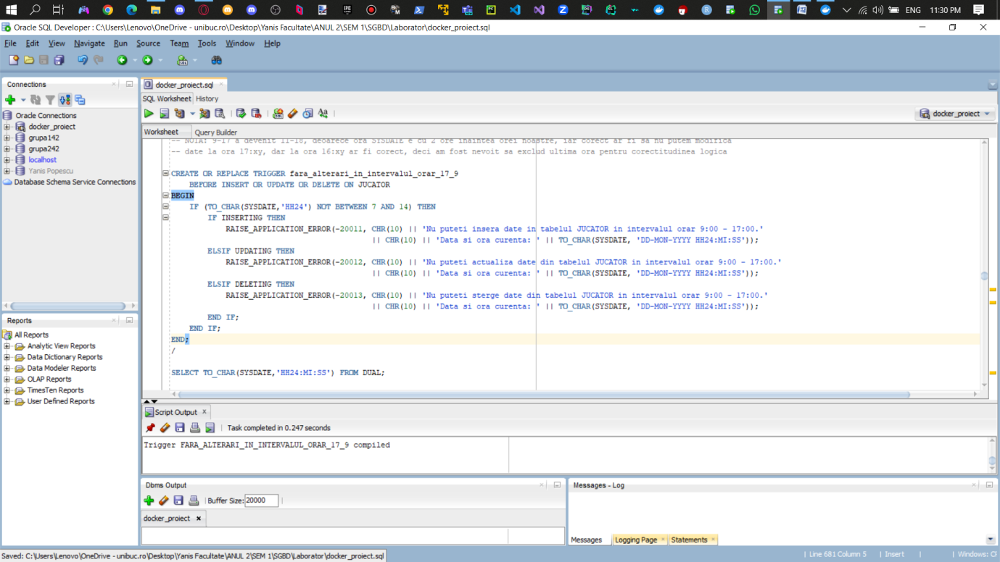 ENG
11:30 PM
Oracle SQL Developer : C:\Users\Lenovo\OneDrive - unibuc.ro\Desktop\Yanis Facultate\ANUL 2\SEM 1\SGBD\Laborator\docker_proiect.sql
File Edit View Navigate Run Source Team Tools Window Help
Connections
Oracle Connections
docker_proiect
grupa142
grupa242
localhost
Yanis Popescu
Database Schema Service Connections
Reports
All Reports
Analytic View Reports
Data Dictionary Reports
Data Modeler Reports
OLAP Reports
TimesTen Reports
User Defined Reports
docker_proiect.sql
SQL Worksheet History
docker_proiect
Worksheet Query Builder
-- NOTA: 9-17 a devenit 11-18, deoarece ora SYSDATE e cu 2 ore inaintea orei noastre, iar corect ar fi sa nu putem modifica
-- date la ora 17:xy, dar la ora 16:xy ar fi corect, deci am fost nevoit sa exclud ultima ora pentru corectitudinea logica
CREATE OR REPLACE TRIGGER fara_alterari_in_intervalul_orar_17_9
BEFORE INSERT OR UPDATE OR DELETE ON JUCATOR
BEGIN
IF (TO_CHAR(SYSDATE,'HH24') NOT BETWEEN 7 AND 14) THEN
IF INSERTING THEN
RAISE_APPLICATION_ERROR(-20011, CHR(10) || 'Nu puteti insera date in tabelul JUCATOR in intervalul orar 9:00 - 17:00.'
|| CHR(10) || 'Data si ora curenta: ' || TO_CHAR(SYSDATE, 'DD-MON-YYYY HH24:MI:SS'));
ELSIF UPDATING THEN
RAISE_APPLICATION_ERROR(-20012, CHR(10) || 'Nu puteti actualiza date din tabelul JUCATOR in intervalul orar 9:00 - 17:00.'
|| CHR(10) || 'Data si ora curenta: ' || TO_CHAR(SYSDATE, 'DD-MON-YYYY HH24:MI:SS'));
ELSIF DELETING THEN
RAISE_APPLICATION_ERROR(-20013, CHR(10) || 'Nu puteti sterge date din tabelul JUCATOR in intervalul orar 9:00 - 17:00.'
|| CHR(10) || 'Data si ora curenta: ' || TO_CHAR(SYSDATE, 'DD-MON-YYYY HH24:MI:SS'));
END IF;
END IF;
END;
/
SELECT TO_CHAR(SYSDATE,'HH24:MI:SS') FROM DUAL;
Script Output
Task completed in 0.247 seconds
Trigger FARA_ALTERARI_IN_INTERVALUL_ORAR_17_9 compiled
Dbms Output
Buffer Size: 20000
docker_proiect
Messages - Log
Messages Logging Page Statements
Saved: C:\Users\Lenovo\OneDrive - unibuc.ro\Desktop\Yanis Facultate\ANUL 2\SEM 1\SGBD\Laborator\docker_proiect.sql
Line 681 Column 5 Insert Windows: